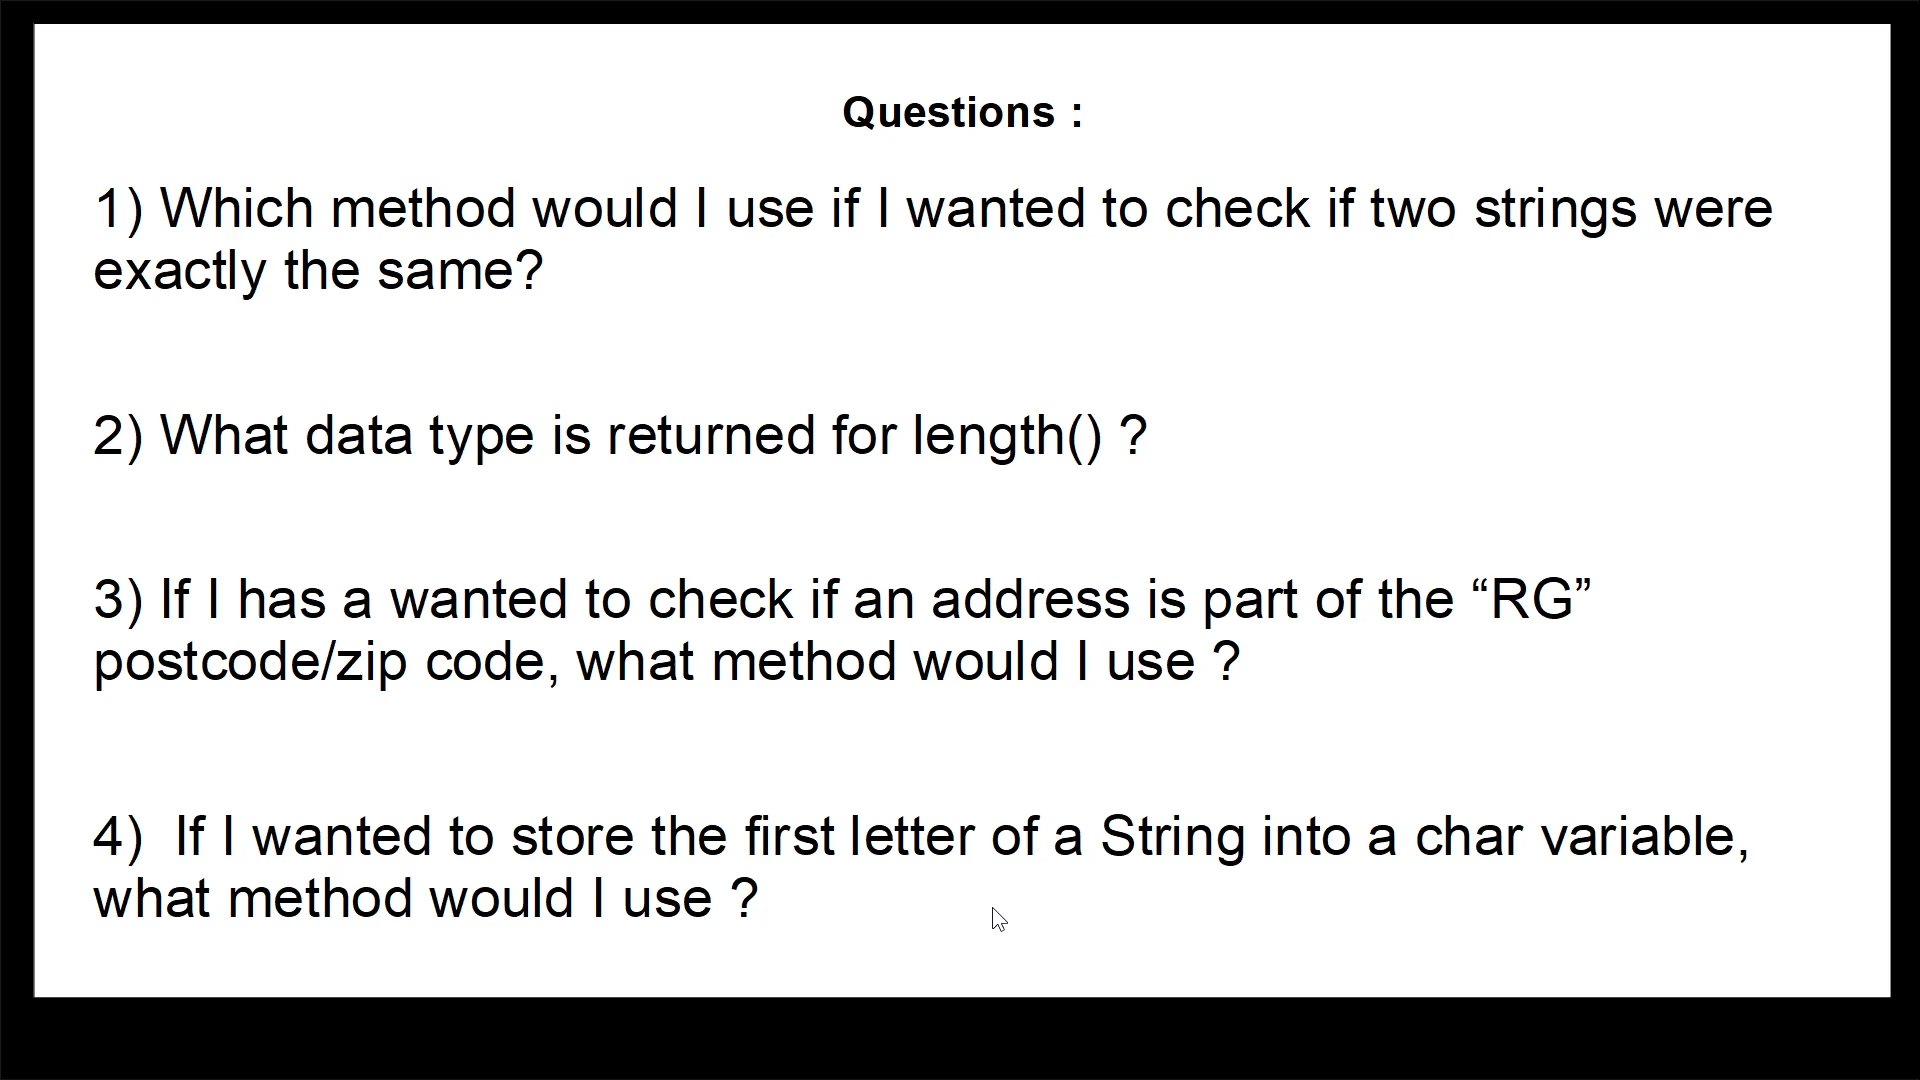 Questions :
1) Which method would I use if I wanted to check if two strings were
exactly the same?
2) What data type is returned for length() ?
3) If I has a wanted to check if an address is part of the “RG”
postcode/zip code, what method would I use ?
4)  If I wanted to store the first letter of a String into a char variable,
what method would I use ?